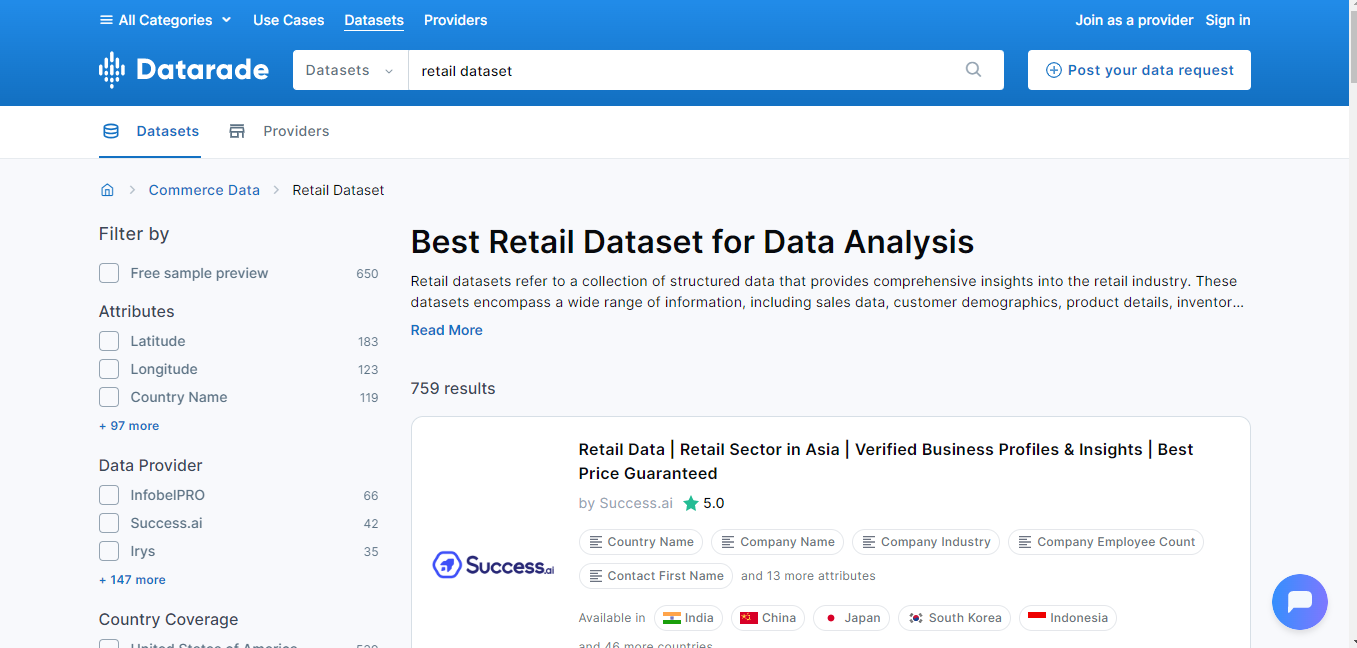 All Categories Use Cases Datasets Providers Join as a provider Sign in
Datarade Datasets retail dataset Post your data request
Datasets Providers
Commerce Data Retail Dataset
Filter by
Free sample preview 650
Attributes
Latitude 183
Longitude 123
Country Name 119
+ 97 more
Data Provider
InfobelPRO 66
Success.ai 42
Irys 35
+ 147 more
Country Coverage
United States of America 539
Best Retail Dataset for Data Analysis
Retail datasets refer to a collection of structured data that provides comprehensive insights into the retail industry. These
datasets encompass a wide range of information, including sales data, customer demographics, product details, inventor...
Read More
759 results
Retail Data | Retail Sector in Asia | Verified Business Profiles & Insights | Best
Price Guaranteed
by Success.ai 5.0
Country Name Company Name Company Industry Company Employee Count
Success.ai
Contact First Name and 13 more attributes
Available in India China Japan South Korea Indonesia
and 46 more countries